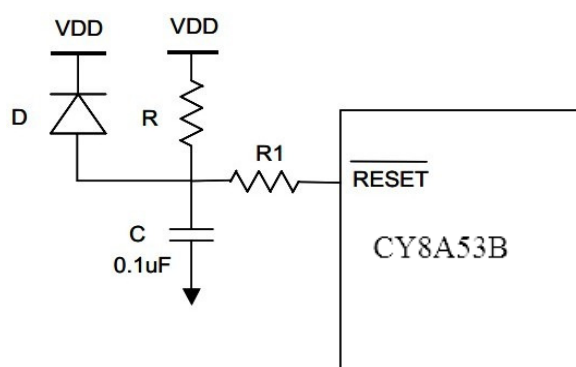 VDD
VDD
D
R
R1
RESET
C
0.1uF
CY8A53B